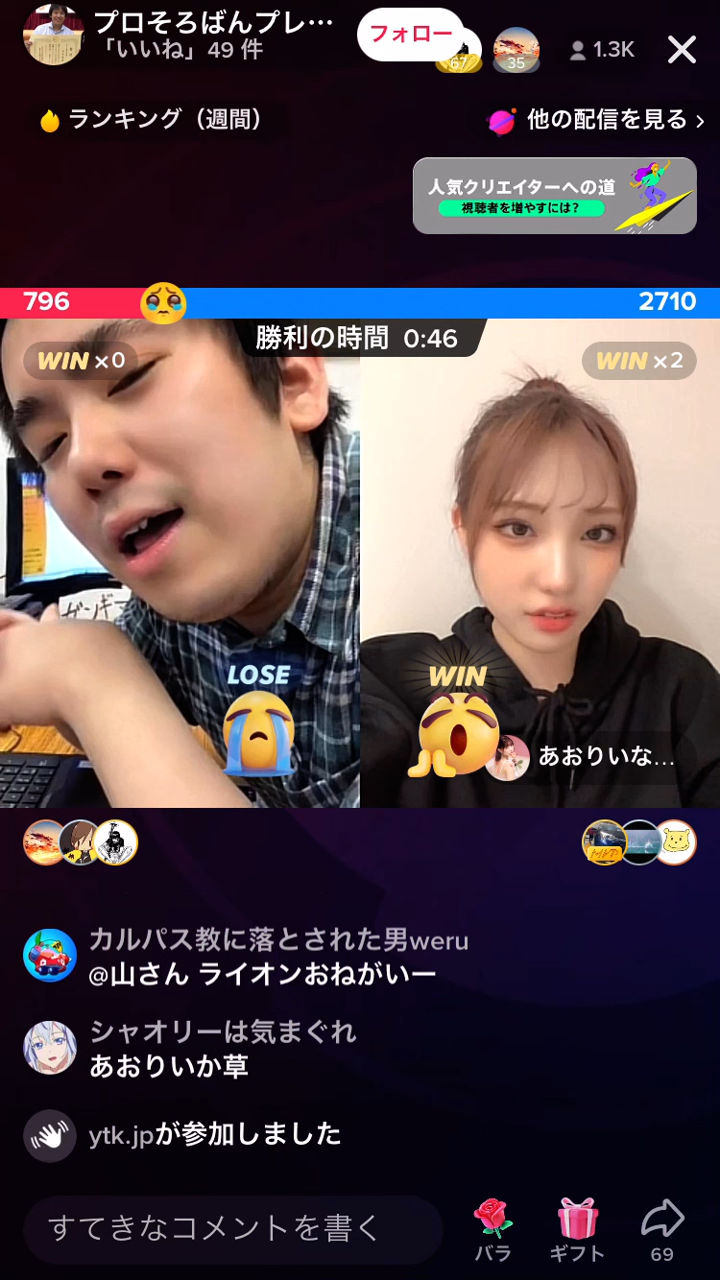 プロそろばんプレ…
「いいね」49 件
フォロー
67
35
1.3K
ランキング（週間）
他の配信を見る
人気クリエイターへの道
視聴者を増やすには？
796
2710
勝利の時間 0:46
WIN ×0
WIN ×2
LOSE
WIN
あおりいな…
カルパス教に落とされた男weru
@山さん ライオンおねがいー
シャオリーは気まぐれ
あおりいか草
ytk.jpが参加しました
すてきなコメントを書く
バラ
ギフト
69